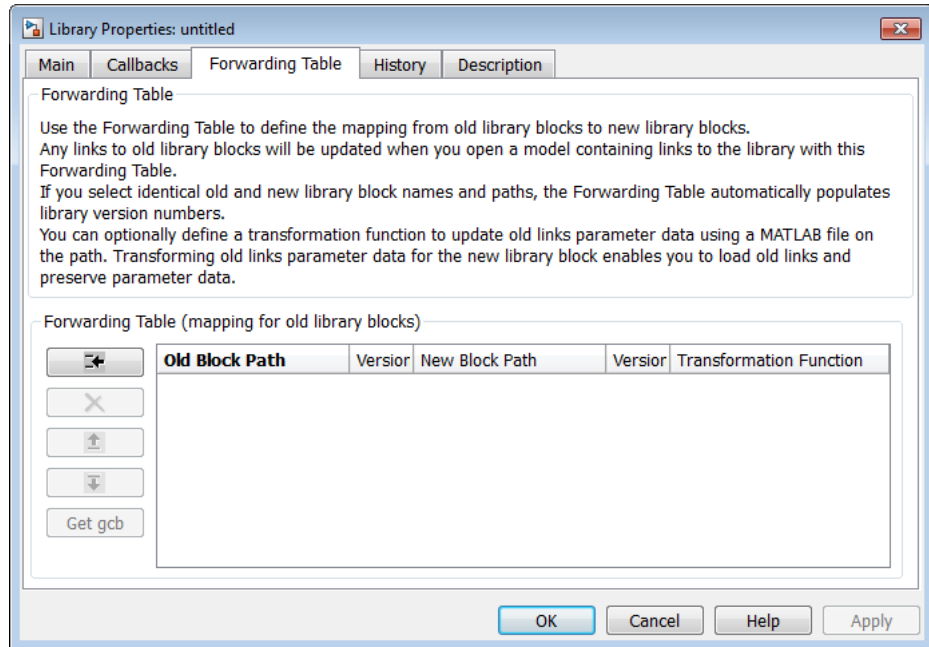 Library Properties: untitled
Main Callbacks Forwarding Table History Description
Forwarding Table
Use the Forwarding Table to define the mapping from old library blocks to new library blocks.
Any links to old library blocks will be updated when you open a model containing links to the library with this
Forwarding Table.
If you select identical old and new library block names and paths, the Forwarding Table automatically populates
library version numbers.
You can optionally define a transformation function to update old links parameter data using a MATLAB file on
the path. Transforming old links parameter data for the new library block enables you to load old links and
preserve parameter data.
Forwarding Table (mapping for old library blocks)
Old Block Path Version New Block Path Version Transformation Function
Get gcb
OK Cancel Help Apply